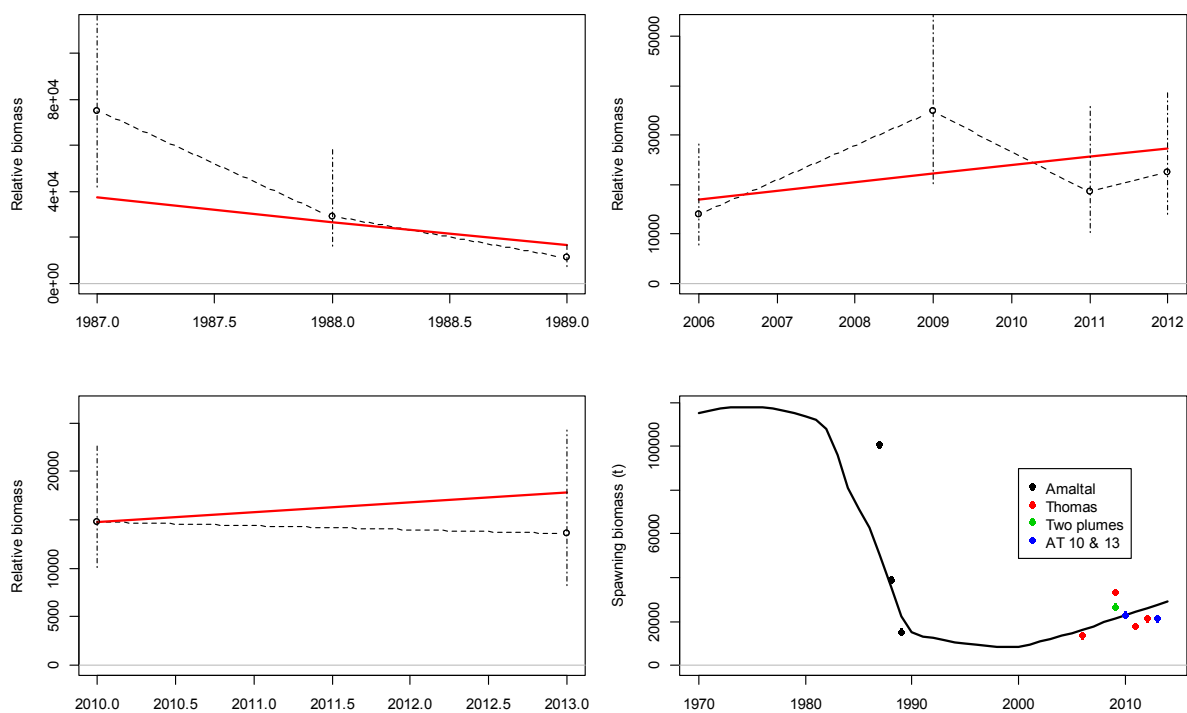 Relative biomass
8e+04
4e+04
0e+00
1987.0 1987.5 1988.0 1988.5 1989.0
Relative biomass
50000
30000
10000
0
2006 2007 2008 2009 2010 2011 2012
Relative biomass
20000
10000
5000
0
2010.0 2010.5 2011.0 2011.5 2012.0 2012.5 2013.0
Spawning biomass (t)
100000
60000
20000
0
1970 1980 1990 2000 2010
Amaltal
Thomas
Two plumes
AT 10 & 13